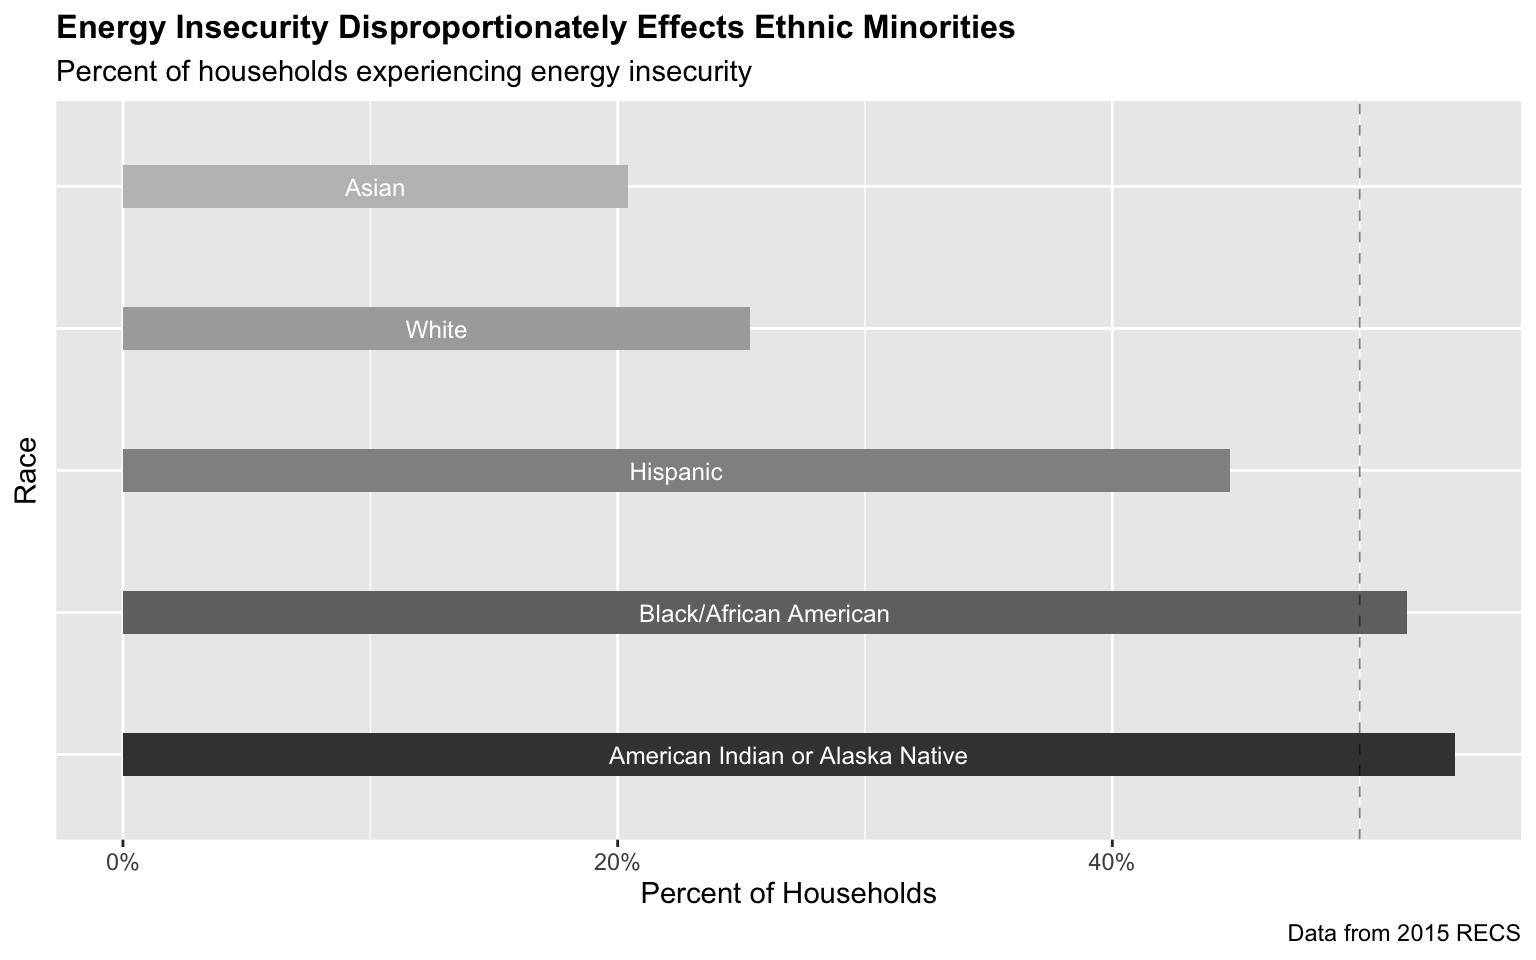 Energy Insecurity Disproportionately Effects Ethnic Minorities
Percent of households experiencing energy insecurity
Race
Asian
White
Hispanic
Black/African American
American Indian or Alaska Native
0%
20%
40%
Percent of Households
Data from 2015 RECS